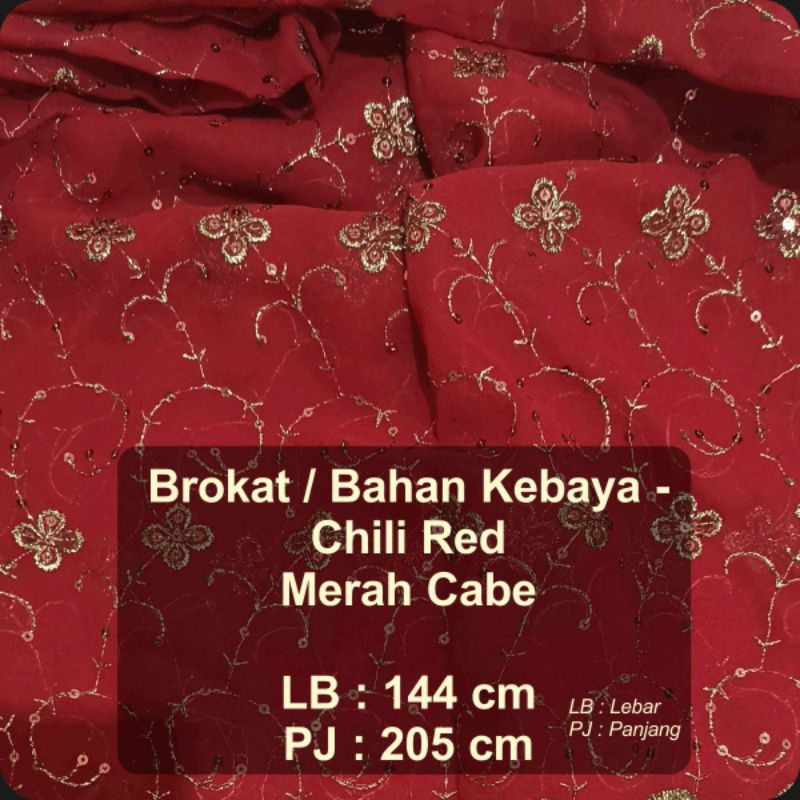 Brokat / Bahan Kebaya -
Chili Red
Merah Cabe
LB : 144 cm
PJ : 205 cm
LB : Lebar
PJ : Panjang